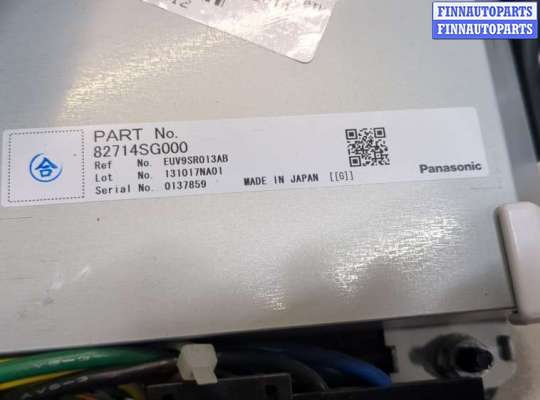 FINNAUTOPARTS
FINNAUTOPARTS
FINNAUTOPARTS
合
PART No.
82714SG000
Ref No. EUV9SR013AB
Lot No. 131017NA01
Serial No. 0137859
MADE IN JAPAN [[G]]
Panasonic